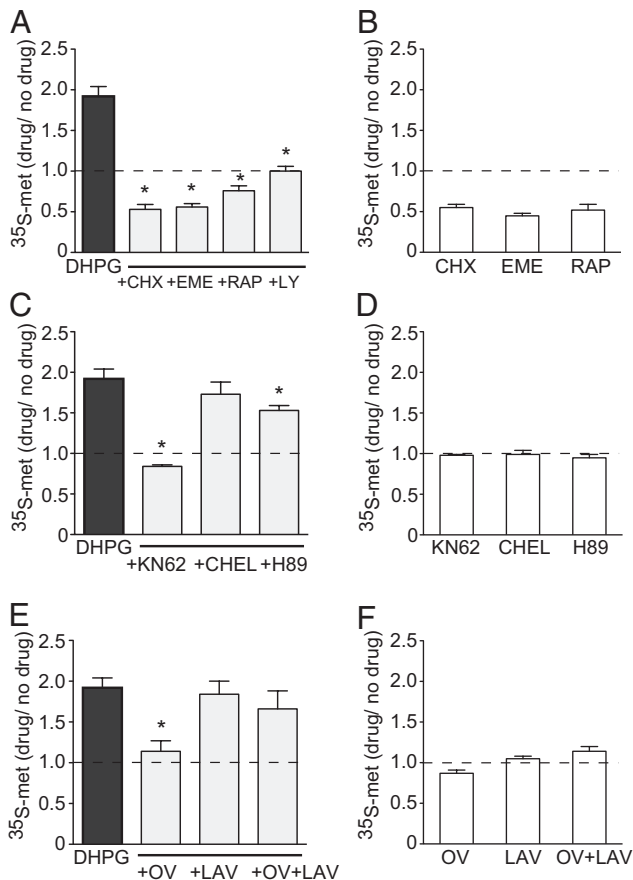 A
35S-met (drug/ no drug)
2.5
2.0
1.5
1.0
0.5
0
*
*
*
*
DHPG
+CHX +EME +RAP +LY
B
35S-met (drug/ no drug)
2.5
2.0
1.5
1.0
0.5
0
CHX EME RAP
C
35S-met (drug/ no drug)
2.5
2.0
1.5
1.0
0.5
0
*
*
DHPG
+KN62 +CHEL +H89
D
35S-met (drug/ no drug)
2.5
2.0
1.5
1.0
0.5
0
KN62 CHEL H89
E
35S-met (drug/ no drug)
2.5
2.0
1.5
1.0
0.5
0
*
DHPG
+OV +LAV +OV+LAV
F
35S-met (drug/ no drug)
2.5
2.0
1.5
1.0
0.5
0
OV LAV OV+LAV